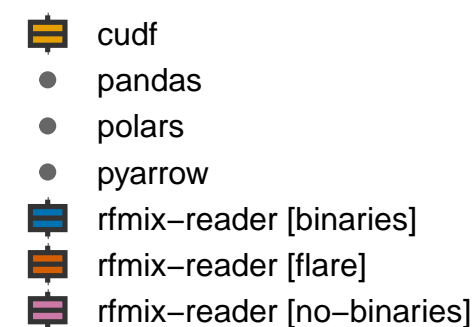 cudf
pandas
polars
pyarrow
rfmix−reader [binaries]
rfmix−reader [flare]
rfmix−reader [no−binaries]